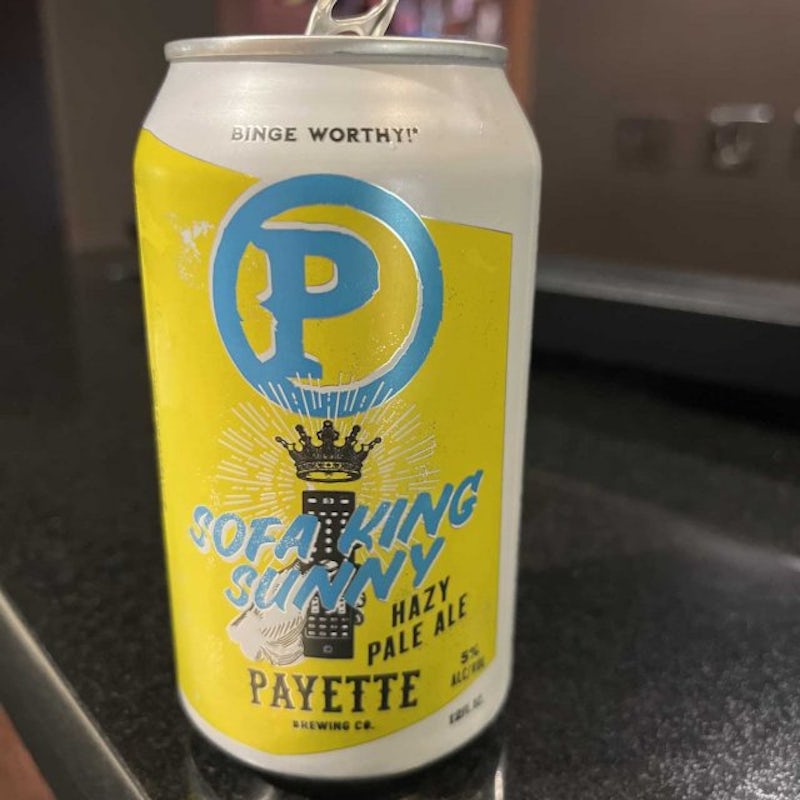 BINGE WORTHY!
P
SOFA KING
SUNNY
HAZY
PALE ALE
5%
ALC/VOL
PAYETTE
BREWING CO.